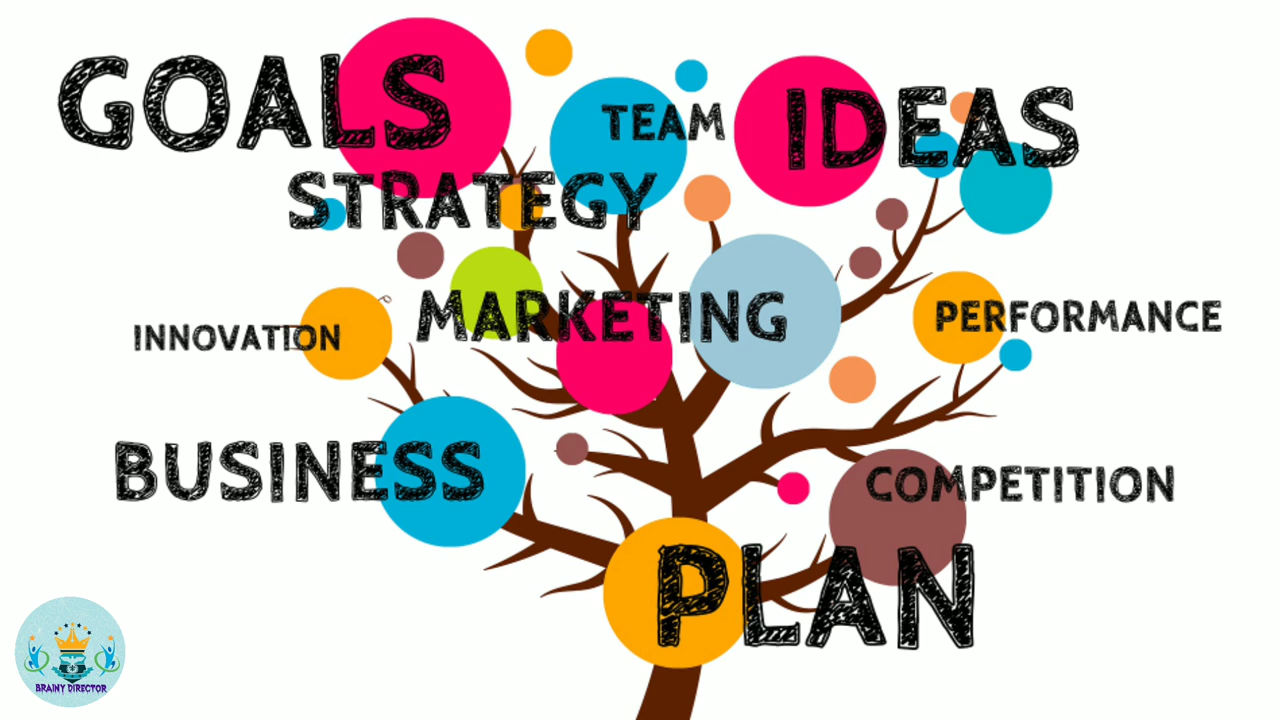 GOALS
TEAM
IDEAS
STRATEGY
MARKETING
PERFORMANCE
INNOVATION
BUSINESS
COMPETITION
PLAN
BRAINY DIRECTOR